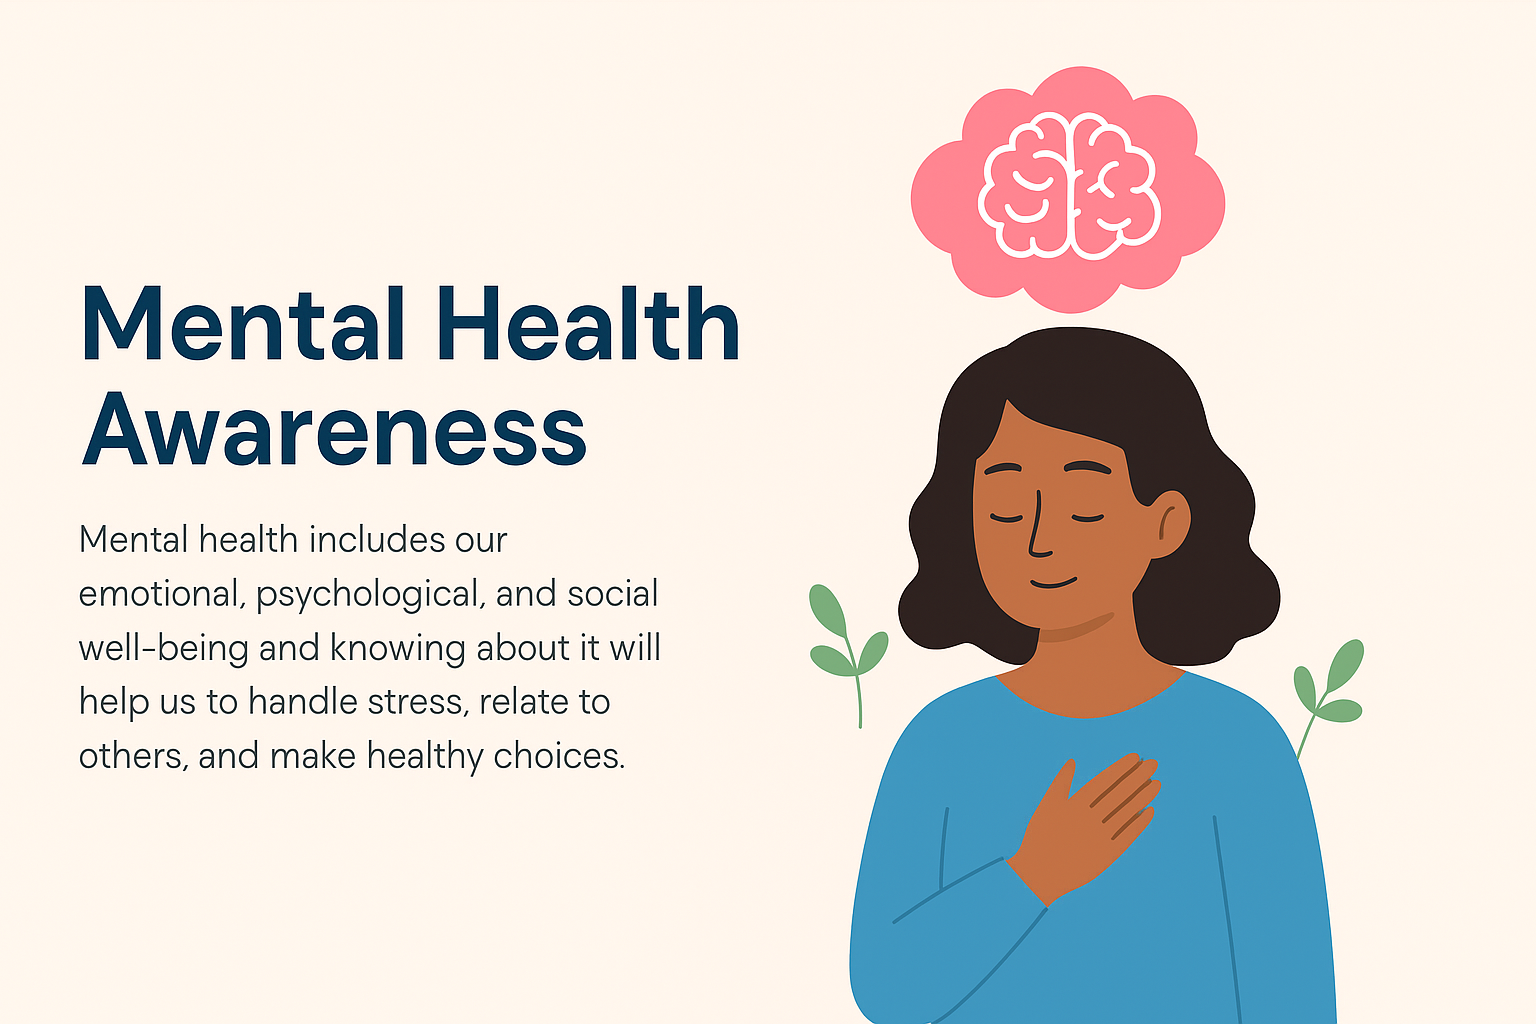 Mental Health
Awareness
Mental health includes our
emotional, psychological, and social
well-being and knowing about it will
help us to handle stress, relate to
others, and make healthy choices.